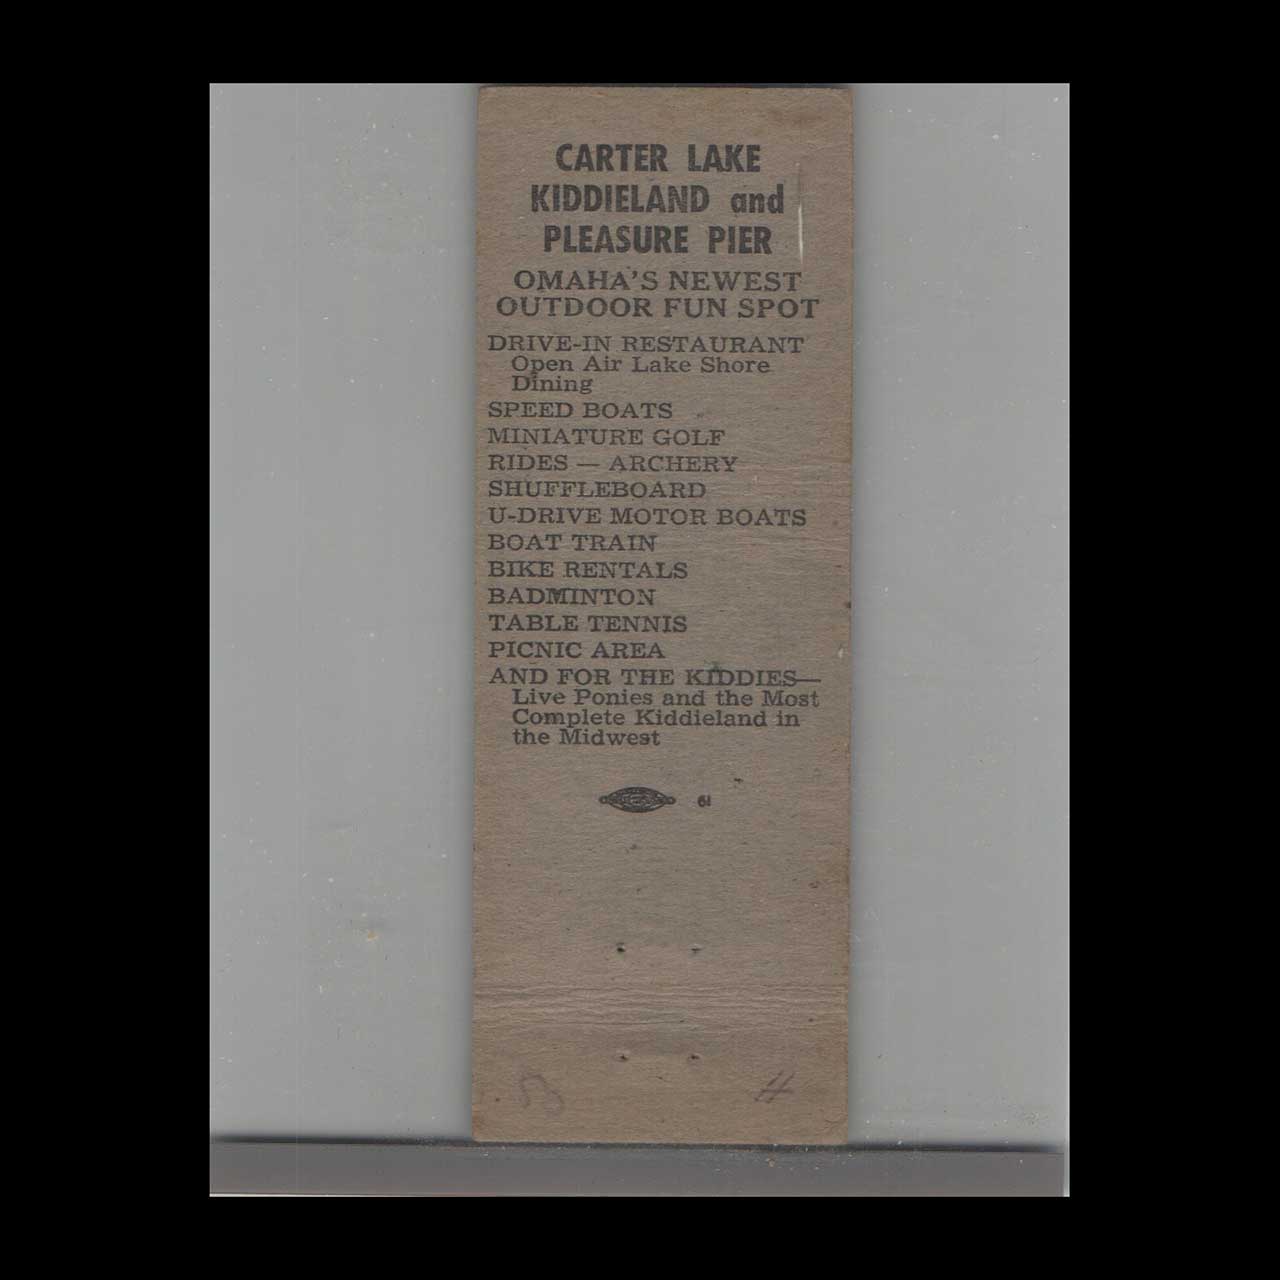 CARTER LAKE
KIDDIELAND and
PLEASURE PIER
OMAHA'S NEWEST
OUTDOOR FUN SPOT
DRIVE-IN RESTAURANT
Open Air Lake Shore
Dining
SPEED BOATS
MINIATURE GOLF
RIDES — ARCHERY
SHUFFLEBOARD
U-DRIVE MOTOR BOATS
BOAT TRAIN
BIKE RENTALS
BADMINTON
TABLE TENNIS
PICNIC AREA
AND FOR THE KIDDIES—
Live Ponies and the Most
Complete Kiddieland in
the Midwest
61